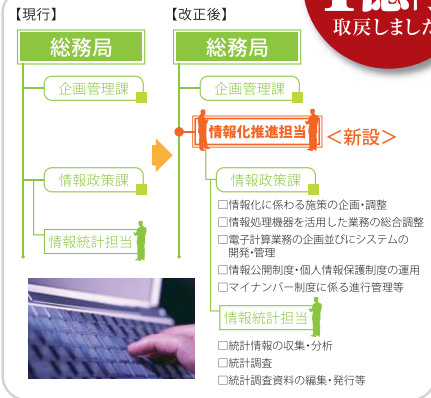 【現行】
総務局
企画管理課
情報政策課
情報統計担当
【改正後】
総務局
企画管理課
情報化推進担当
＜新設＞
情報政策課
□情報化に係わる施策の企画・調整
□情報処理機器を活用した業務の総合調整
□電子計算業務の企画並びにシステムの
開発・管理
□情報公開制度・個人情報保護制度の運用
□マイナンバー制度に係る進行管理等
情報統計担当
□統計情報の収集・分析
□統計調査
□統計調査資料の編集・発行等
取戻しました